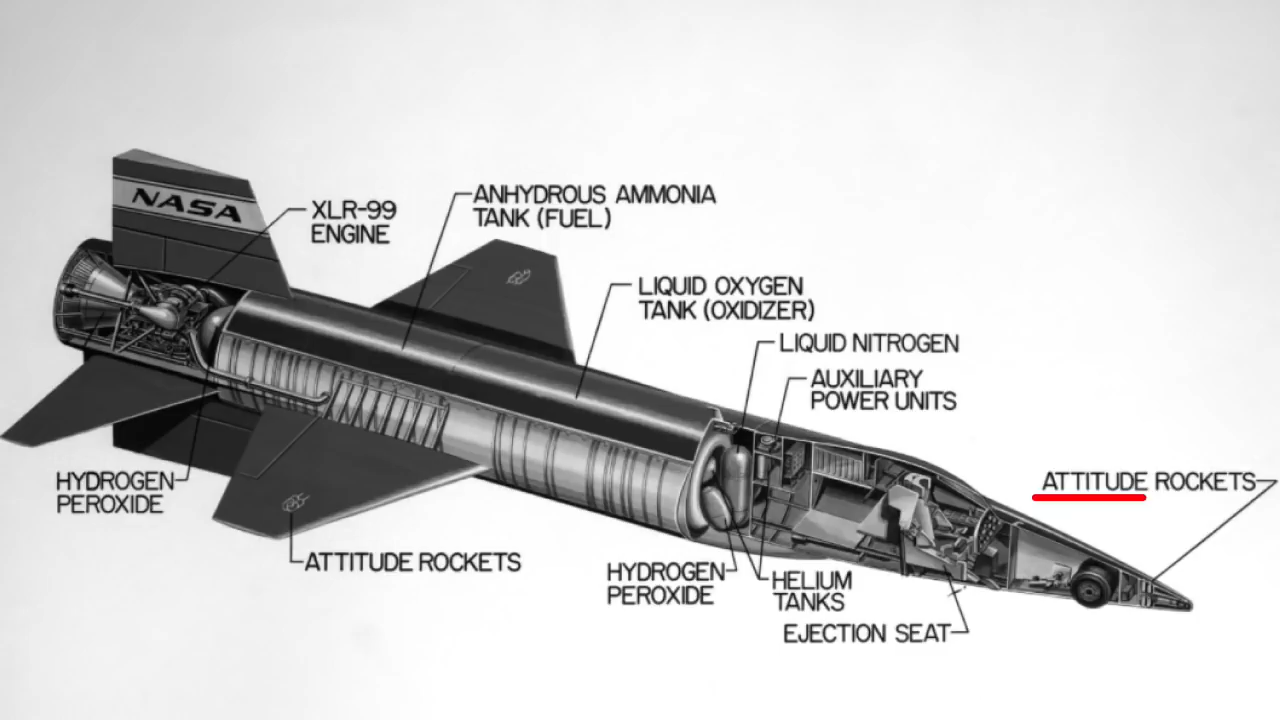 NASA
XLR-99
ENGINE
ANHYDROUS AMMONIA
TANK (FUEL)
LIQUID OXYGEN
TANK (OXIDIZER)
LIQUID NITROGEN
AUXILIARY
POWER UNITS
ATTITUDE ROCKETS
HYDROGEN
PEROXIDE
ATTITUDE ROCKETS
HYDROGEN
PEROXIDE
HELIUM
TANKS
EJECTION SEAT